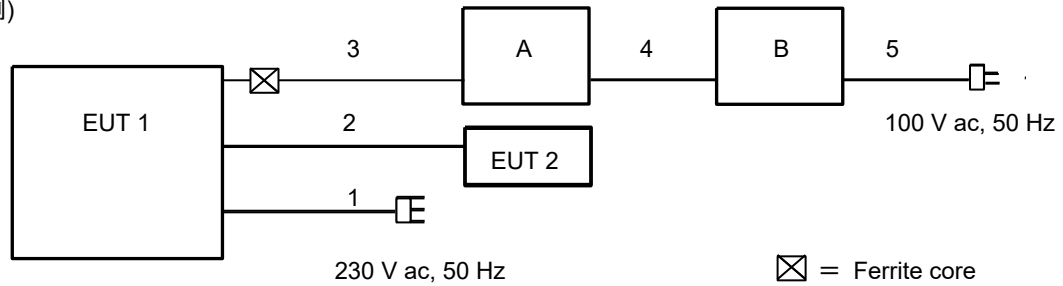 例)
3
A
4
B
5
EUT 1
2
EUT 2
100 V ac, 50 Hz
1
230 V ac, 50 Hz
= Ferrite core